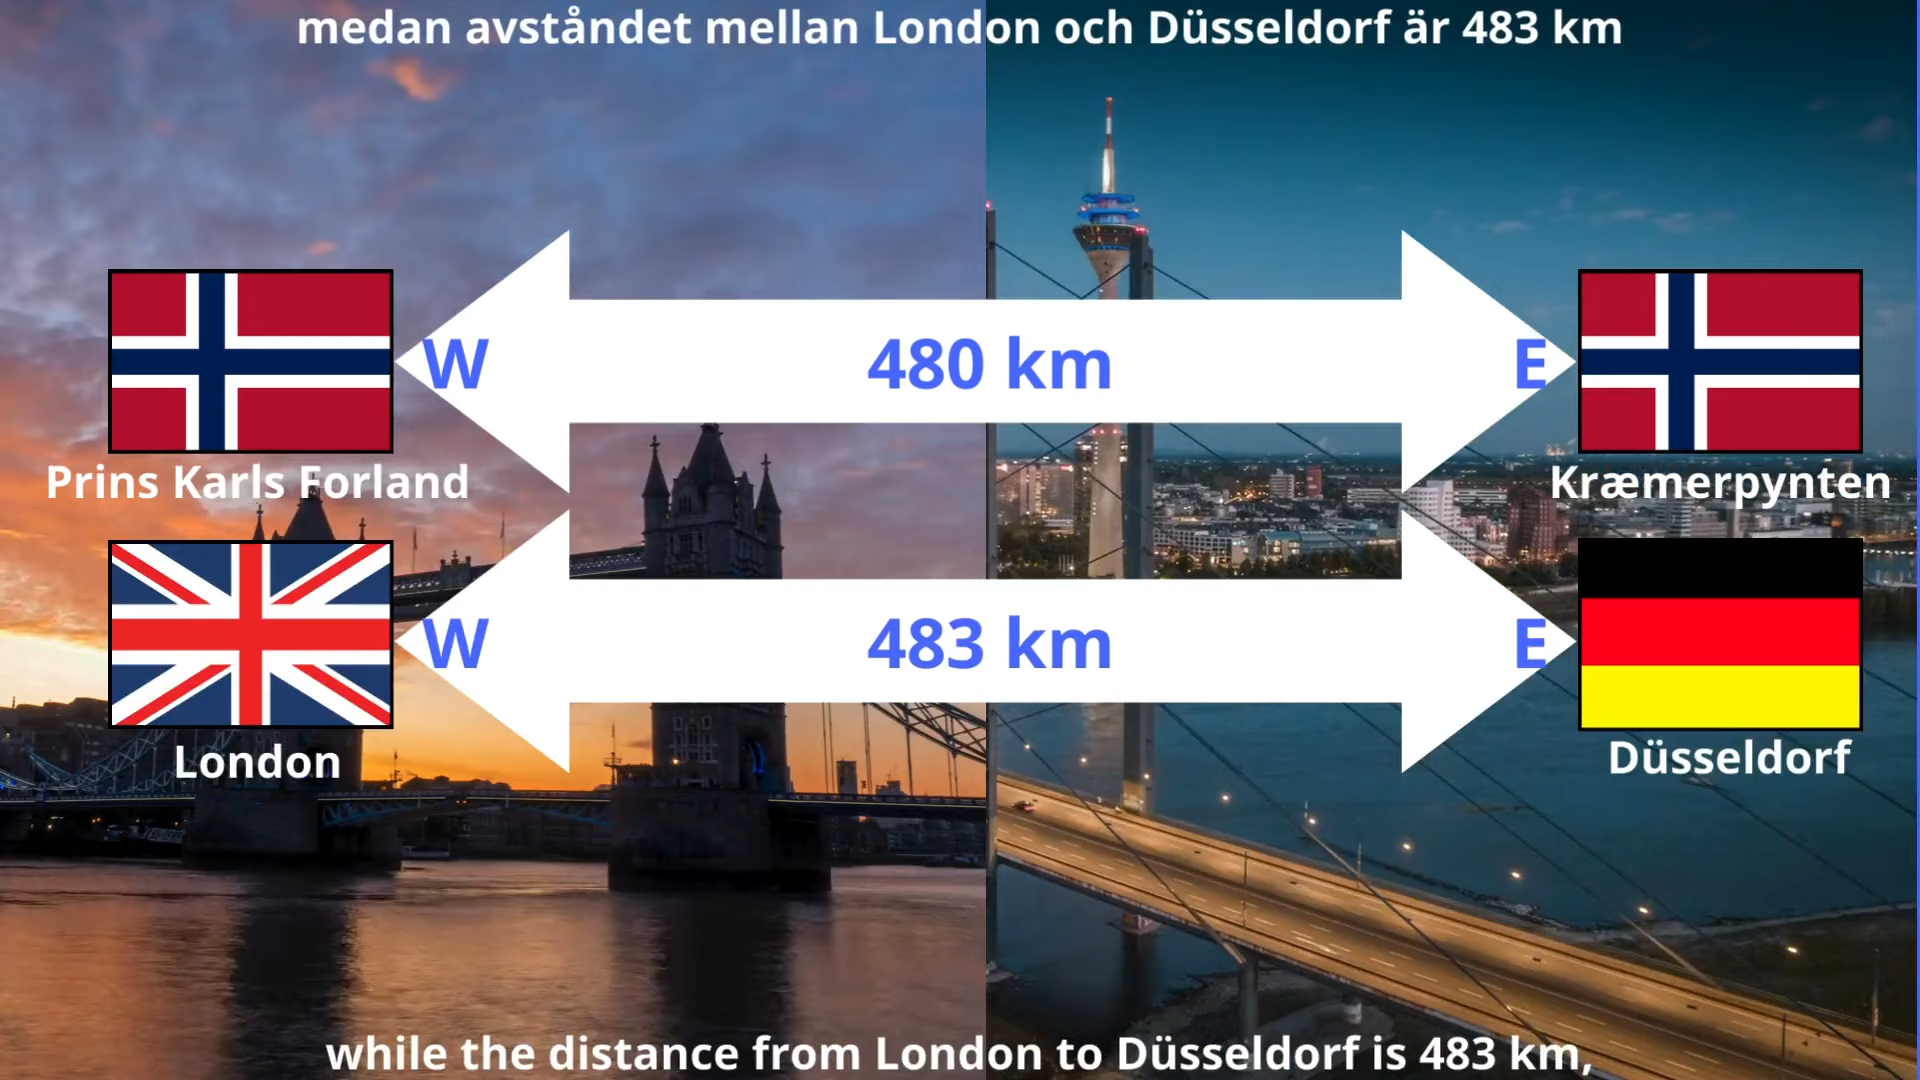 medan avståndet mellan London och Düsseldorf är 483 km
W
480 km
E
Prins Karls Forland
Kræmerpynten
W
483 km
E
London
Düsseldorf
while the distance from London to Düsseldorf is 483 km,